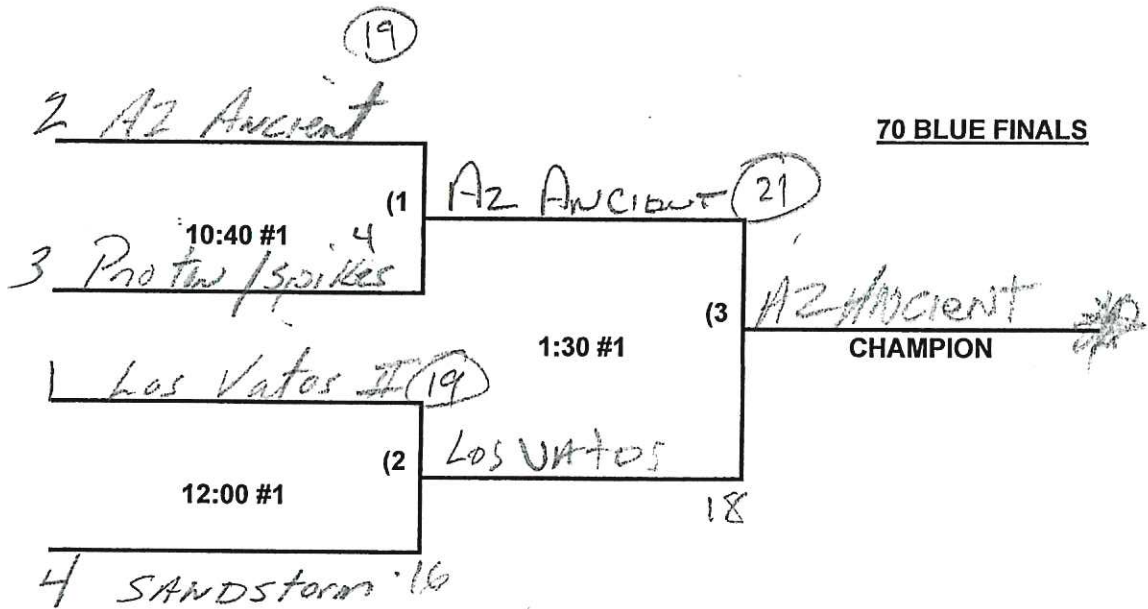 19
2 AZ Ancient
70 BLUE FINALS
AZ ANCIENT 21
(1
10:40 #1 4
3 Proton/Spikes
AZ ANCIENT
(3
1:30 #1
CHAMPION
1 Los Vatos II 19
(2 Los VAtos
12:00 #1
18
4 SANDstorm 16